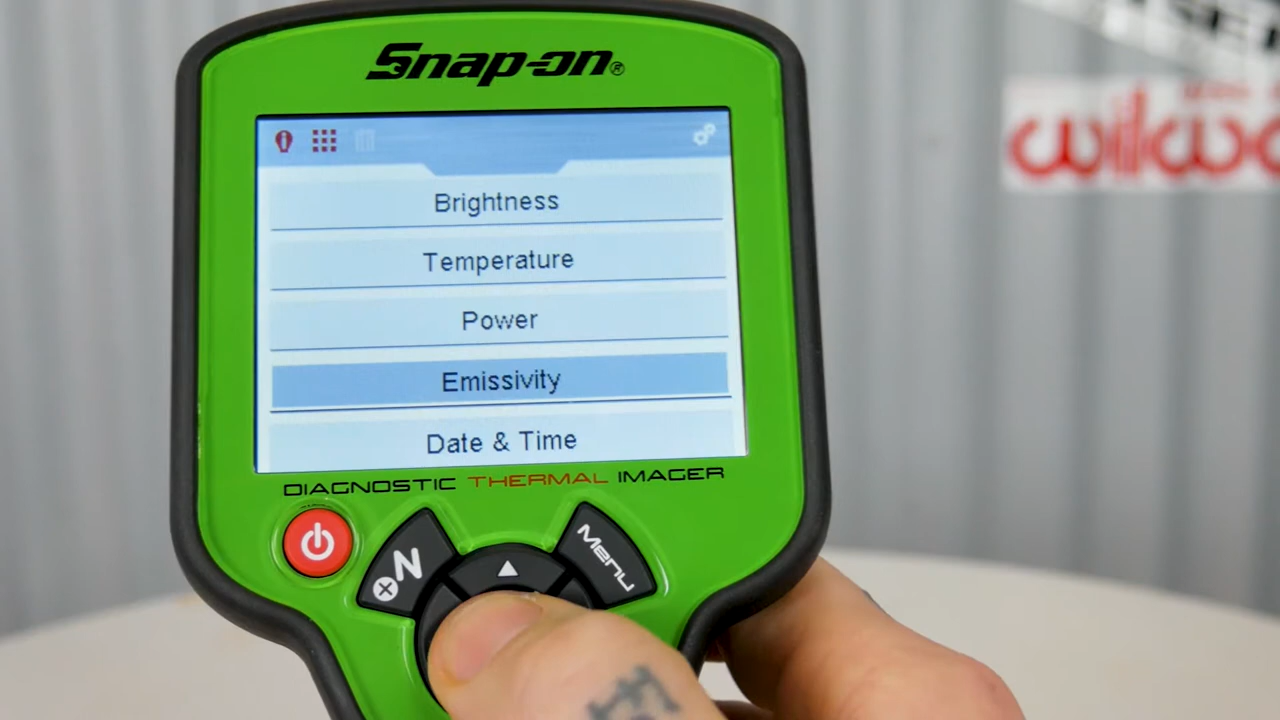 Snap-on®
Brightness
Temperature
Power
Emissivity
Date & Time
DIAGNOSTIC THERMAL IMAGER
N
Menu